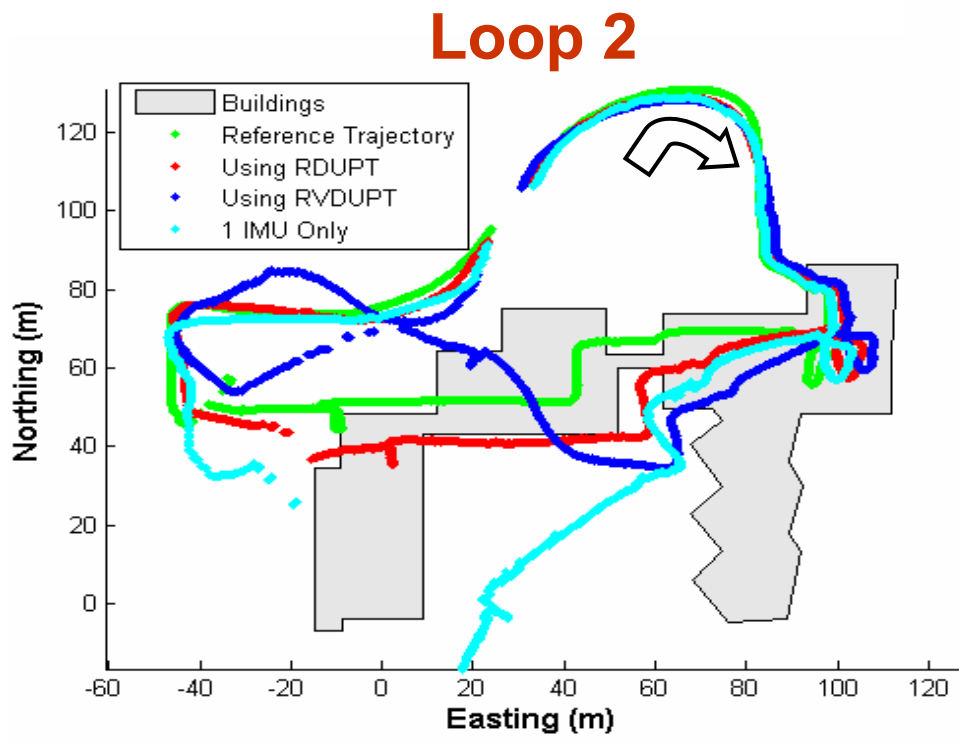 Loop 2
Buildings
Reference Trajectory
Using RDUPT
Using RVDUPT
1 IMU Only
Northing (m)
120
100
80
60
40
20
0
-60 -40 -20 0 20 40 60 80 100 120
Easting (m)